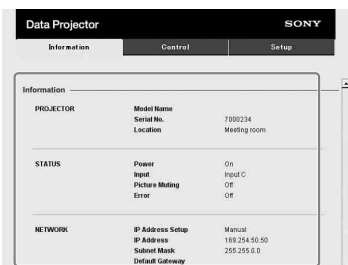 Data Projector SONY
Information Control Setup
Information
PROJECTOR Model Name
Serial No. 7000234
Location Meeting room
STATUS Power On
Input Input C
Picture Muting Off
Error Off
NETWORK IP Address Setup Manual
IP Address 169.254.50.50
Subnet Mask 255.255.0.0
Default Gateway